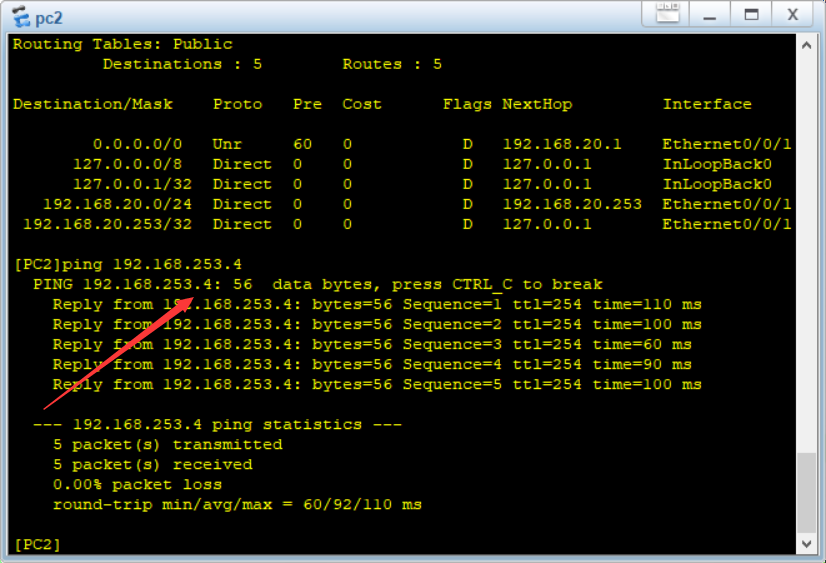 pc2
Routing Tables: Public
Destinations : 5 Routes : 5
Destination/Mask Proto Pre Cost Flags NextHop Interface
0.0.0.0/0 Unr 60 0 D 192.168.20.1 Ethernet0/0/1
127.0.0.0/8 Direct 0 0 D 127.0.0.1 InLoopBack0
127.0.0.1/32 Direct 0 0 D 127.0.0.1 InLoopBack0
192.168.20.0/24 Direct 0 0 D 192.168.20.253 Ethernet0/0/1
192.168.20.253/32 Direct 0 0 D 127.0.0.1 Ethernet0/0/1
[PC2]ping 192.168.253.4
PING 192.168.253.4: 56 data bytes, press CTRL_C to break
Reply from 192.168.253.4: bytes=56 Sequence=1 ttl=254 time=110 ms
Reply from 192.168.253.4: bytes=56 Sequence=2 ttl=254 time=100 ms
Reply from 192.168.253.4: bytes=56 Sequence=3 ttl=254 time=60 ms
Reply from 192.168.253.4: bytes=56 Sequence=4 ttl=254 time=90 ms
Reply from 192.168.253.4: bytes=56 Sequence=5 ttl=254 time=100 ms
--- 192.168.253.4 ping statistics ---
5 packet(s) transmitted
5 packet(s) received
0.00% packet loss
round-trip min/avg/max = 60/92/110 ms
[PC2]